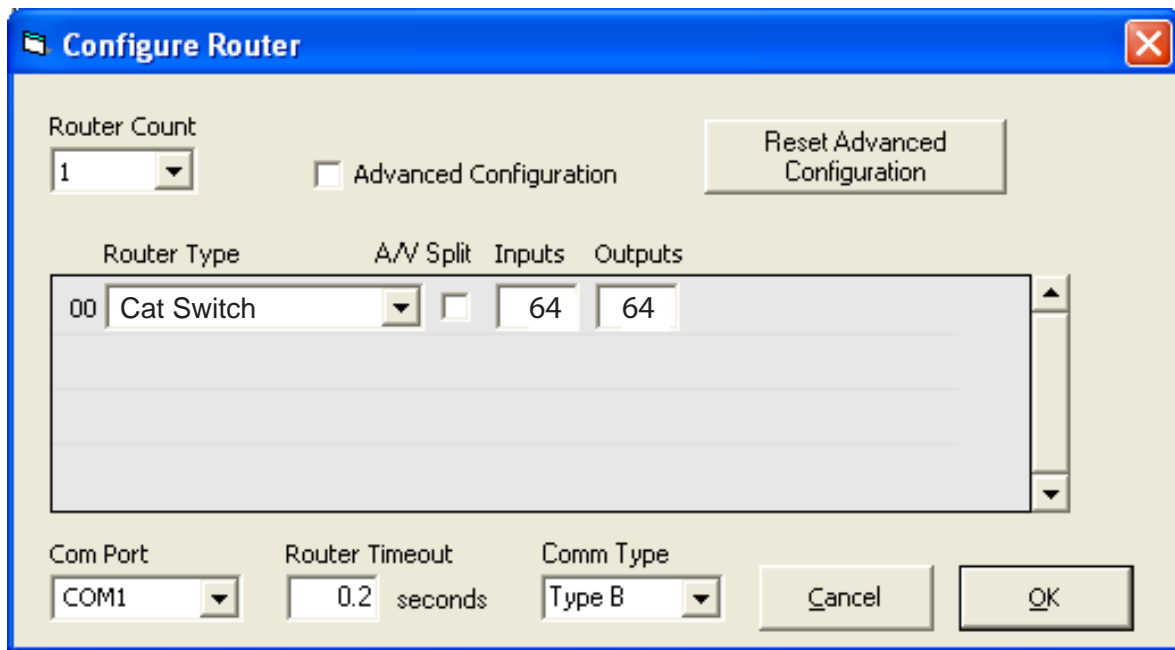 Configure Router
Router Count
1
Advanced Configuration
Reset Advanced
Configuration
Router Type A/V Split Inputs Outputs
00 Cat Switch 64 64
Com Port Router Timeout Comm Type
COM1 0.2 seconds Type B Cancel OK